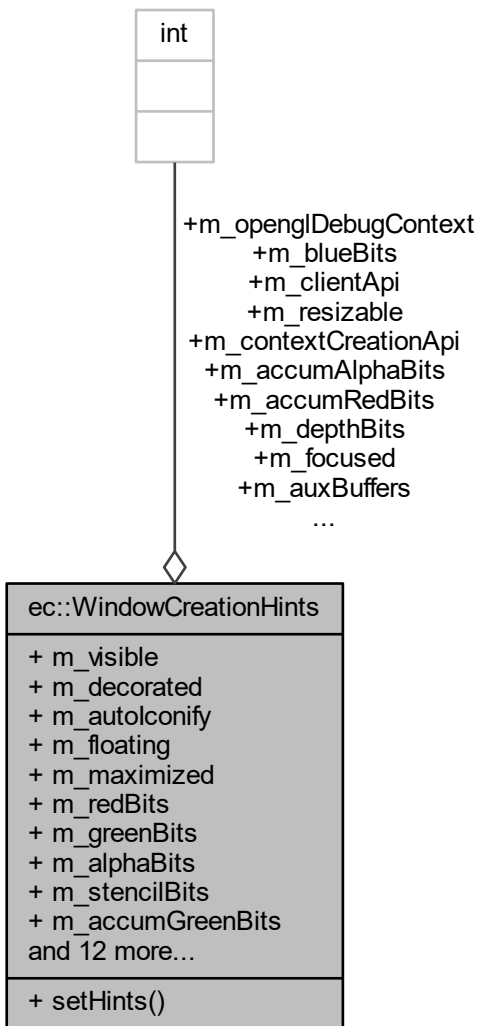 int
+m_openglDebugContext
+m_blueBits
+m_clientApi
+m_resizable
+m_contextCreationApi
+m_accumAlphaBits
+m_accumRedBits
+m_depthBits
+m_focused
+m_auxBuffers
...
ec::WindowCreationHints
+ m_visible
+ m_decorated
+ m_autoIconify
+ m_floating
+ m_maximized
+ m_redBits
+ m_greenBits
+ m_alphaBits
+ m_stencilBits
+ m_accumGreenBits
and 12 more...
+ setHints()